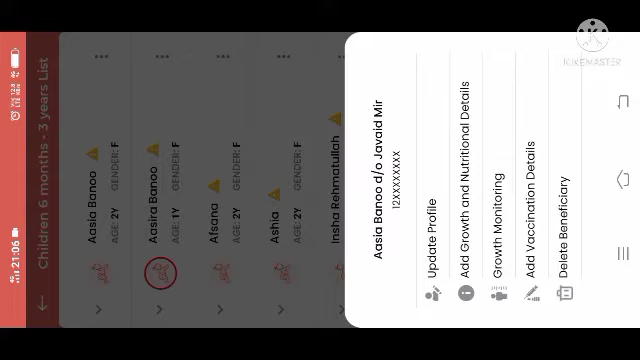 21:06
Children 6 months - 3 years List
Aasia Banoo
AGE: 2Y GENDER: F
Aasira Banoo
AGE: 1Y GENDER: F
Afsana
AGE: 2Y GENDER: F
Ashia
AGE: 2Y GENDER: F
Insha Rehmatullah
Aasia Banoo d/o Javaid Mir
12XXXXXXXXX
Update Profile
Add Growth and Nutritional Details
Growth Monitoring
Add Vaccination Details
Delete Beneficiary
KINEMASTER